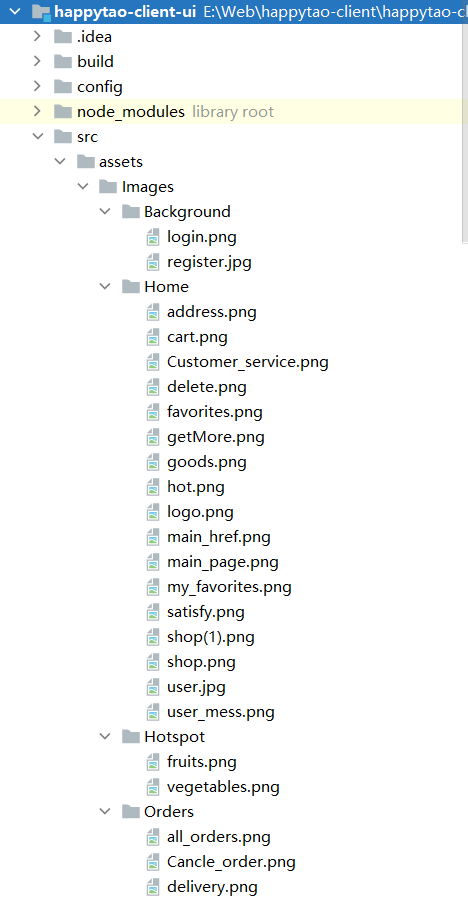 happytao-client-ui E:\Web\happytao-client\happytao-cl
.idea
build
config
node_modules library root
src
assets
Images
Background
login.png
register.jpg
Home
address.png
cart.png
Customer_service.png
delete.png
favorites.png
getMore.png
goods.png
hot.png
logo.png
main_href.png
main_page.png
my_favorites.png
satisfy.png
shop(1).png
shop.png
user.jpg
user_mess.png
Hotspot
fruits.png
vegetables.png
Orders
all_orders.png
Cancle_order.png
delivery.png